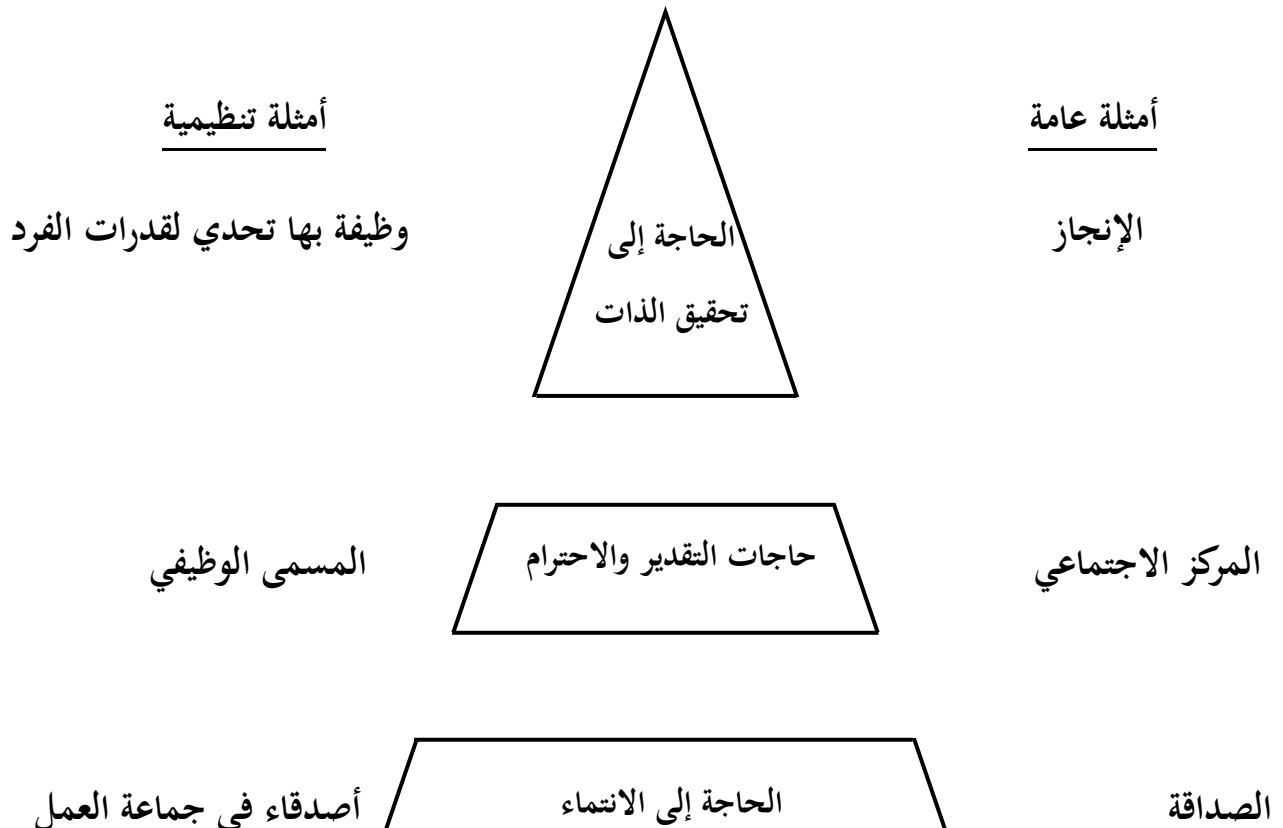 أمثلة عامة
أمثلة تنظيمية
الإنجاز
الحاجة إلى
تحقيق الذات
وظيفة بها تحدي لقدرات الفرد
المركز الاجتماعي
حاجات التقدير والاحترام
المسمى الوظيفي
الصداقة
الحاجة إلى الانتماء
أصدقاء في جماعة العمل